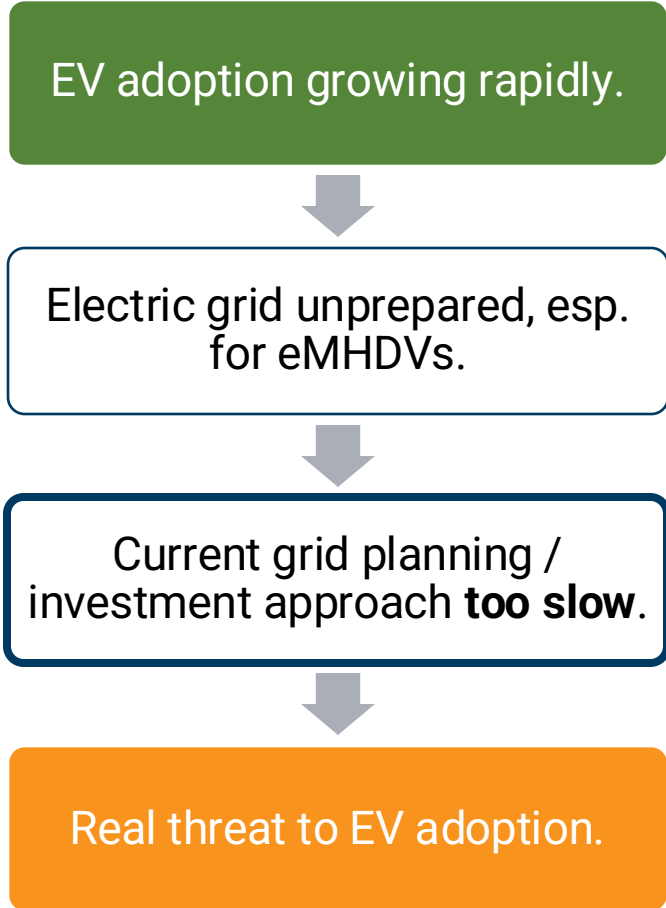 EV adoption growing rapidly.
Electric grid unprepared, esp.
for eMHDVs.
Current grid planning /
investment approach too slow.
Real threat to EV adoption.